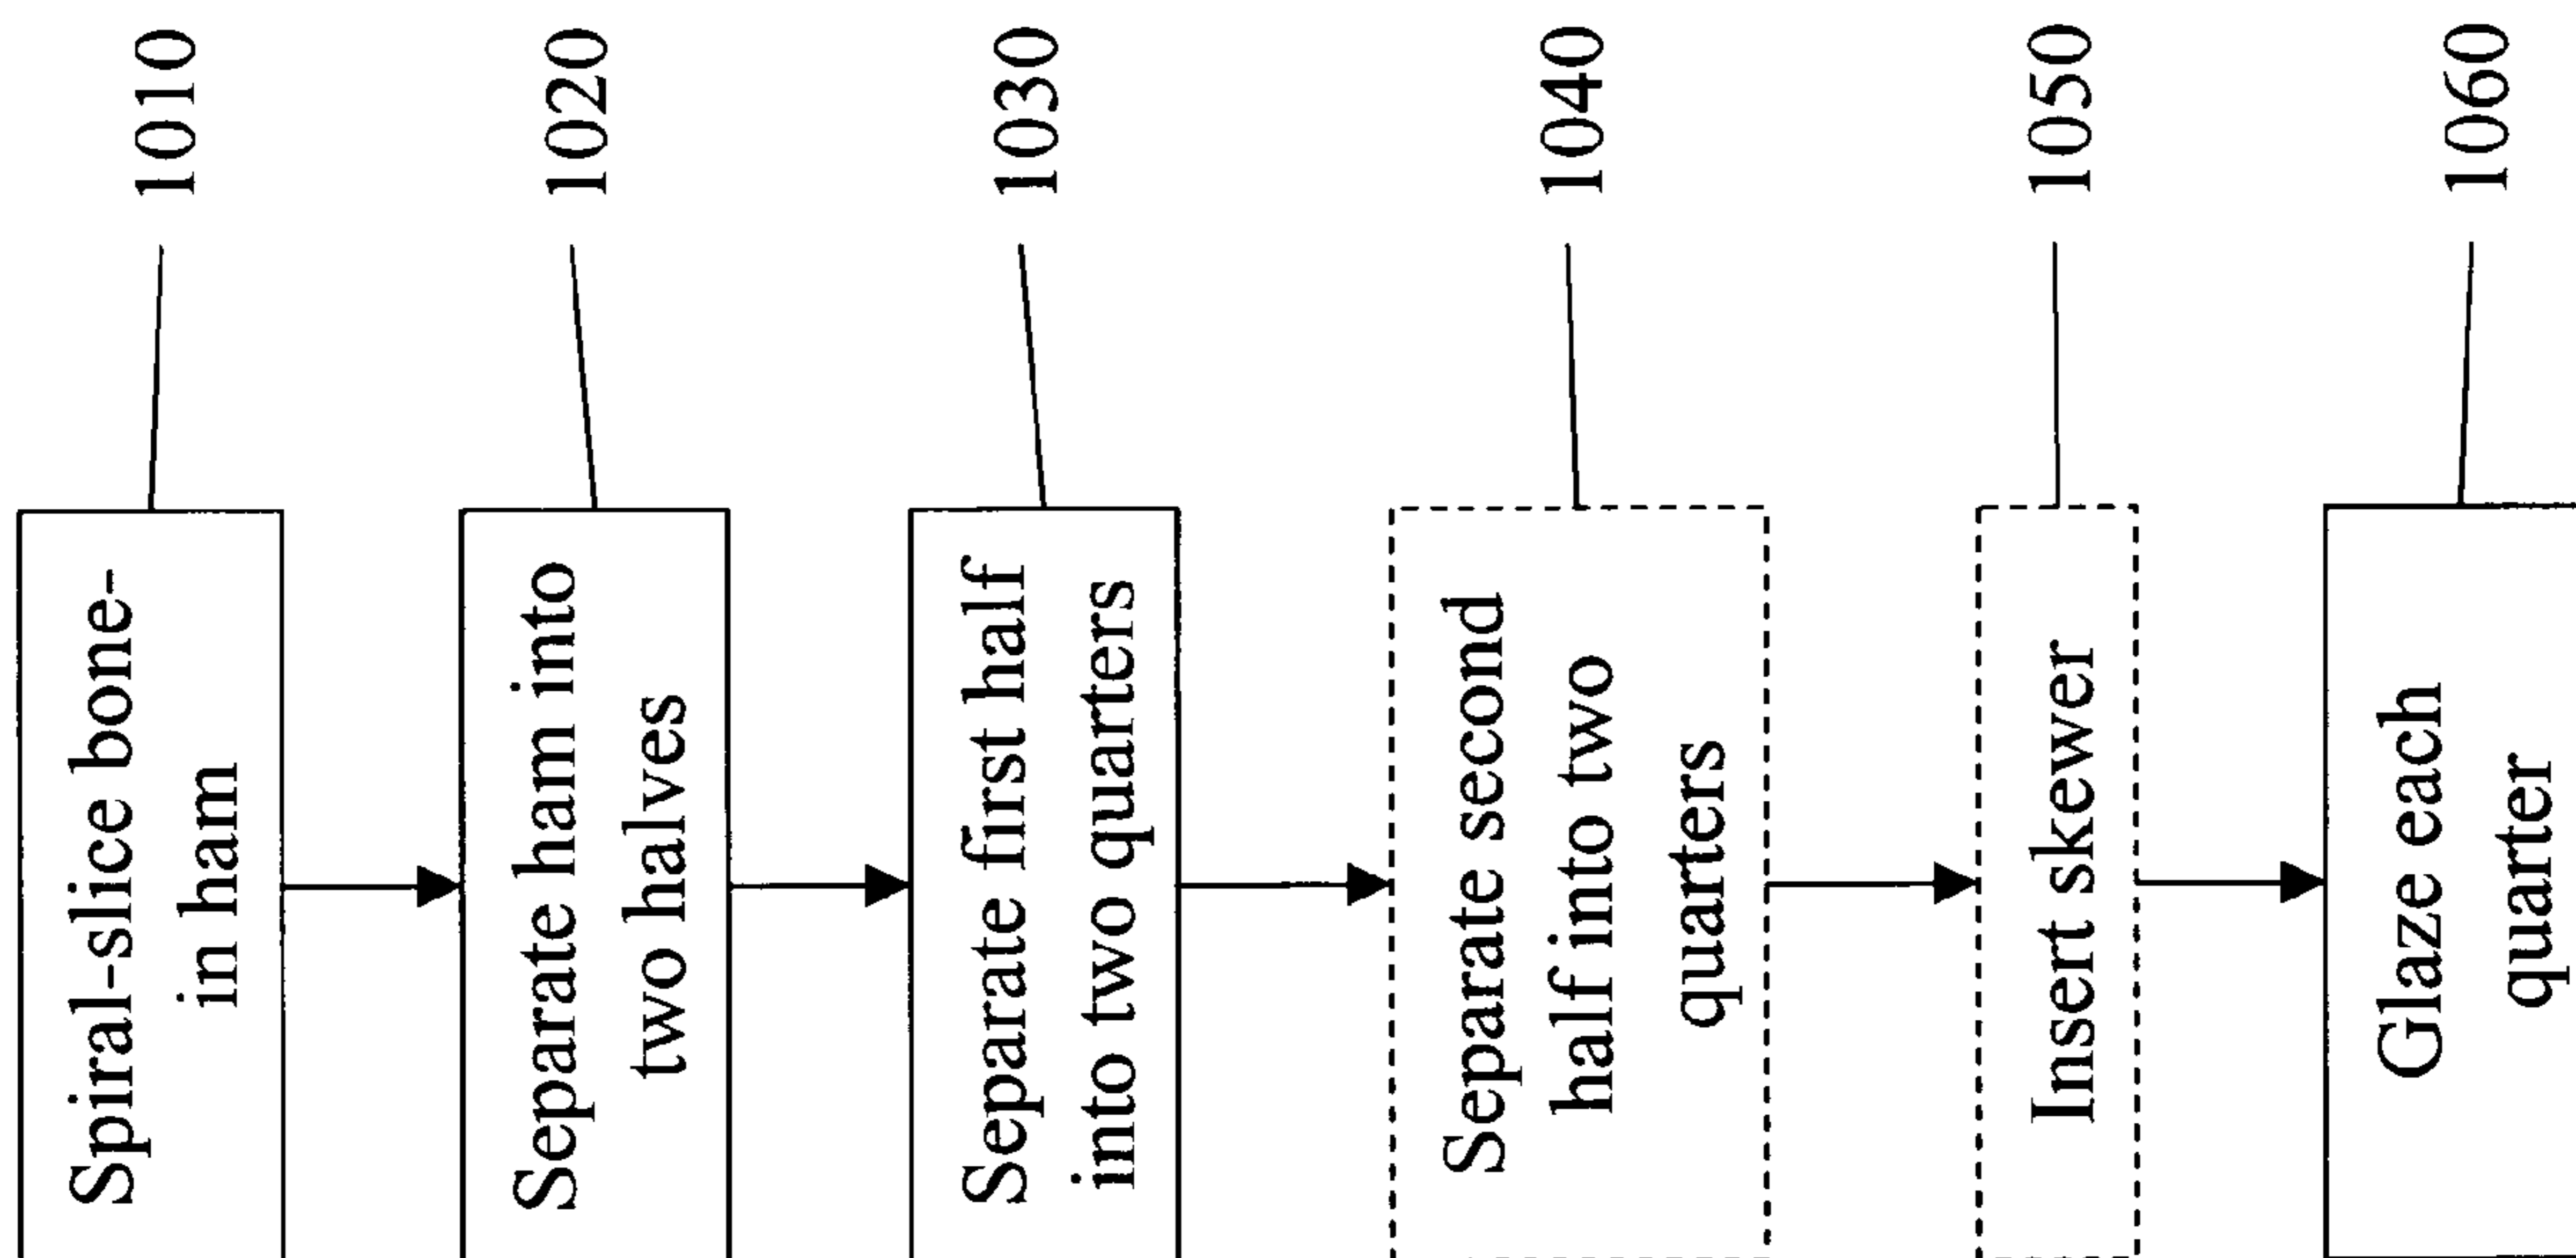 Spiral-slice bone-
in ham
1010
Separate ham into
two halves
1020
Separate first half
into two quarters
1030
Separate second
half into two
quarters
1040
Insert skewer
1050
Glaze each
quarter
1060